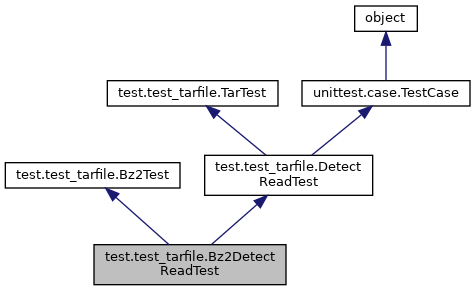 object
test.test_tarfile.TarTest
unittest.case.TestCase
test.test_tarfile.Bz2Test
test.test_tarfile.Detect
ReadTest
test.test_tarfile.Bz2Detect
ReadTest